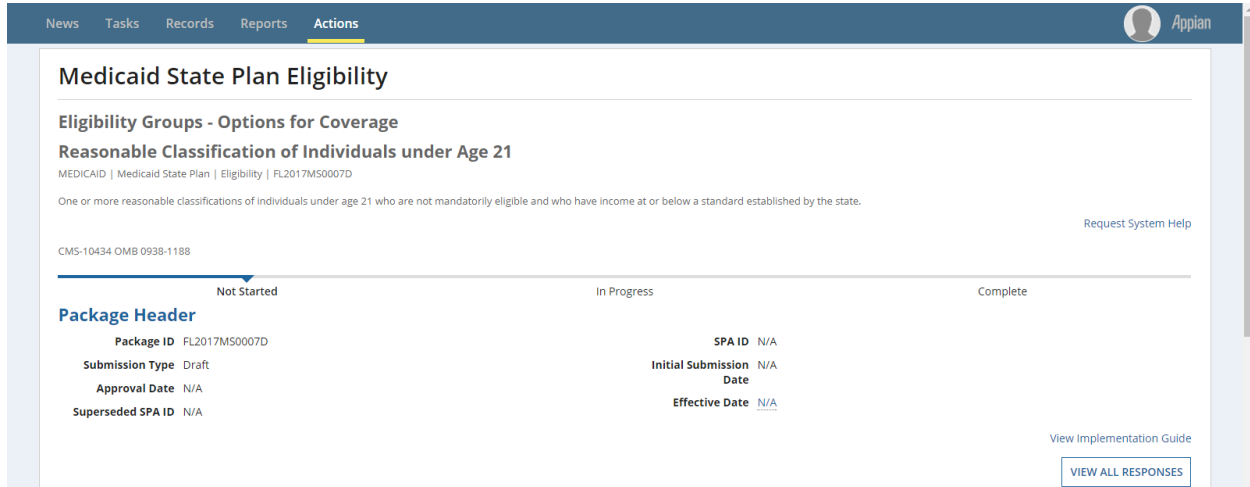 News Tasks Records Reports Actions Appian
Medicaid State Plan Eligibility
Eligibility Groups - Options for Coverage
Reasonable Classification of Individuals under Age 21
MEDICAID | Medicaid State Plan | Eligibility | FL2017MS0007D
One or more reasonable classifications of individuals under age 21 who are not mandatorily eligible and who have income at or below a standard established by the state.
Request System Help
CMS-10434 OMB 0938-1188
Not Started In Progress Complete
Package Header
Package ID FL2017MS0007D
Submission Type Draft
Approval Date N/A
Superseded SPA ID N/A
SPA ID N/A
Initial Submission N/A
Date
Effective Date N/A
View Implementation Guide
VIEW ALL RESPONSES